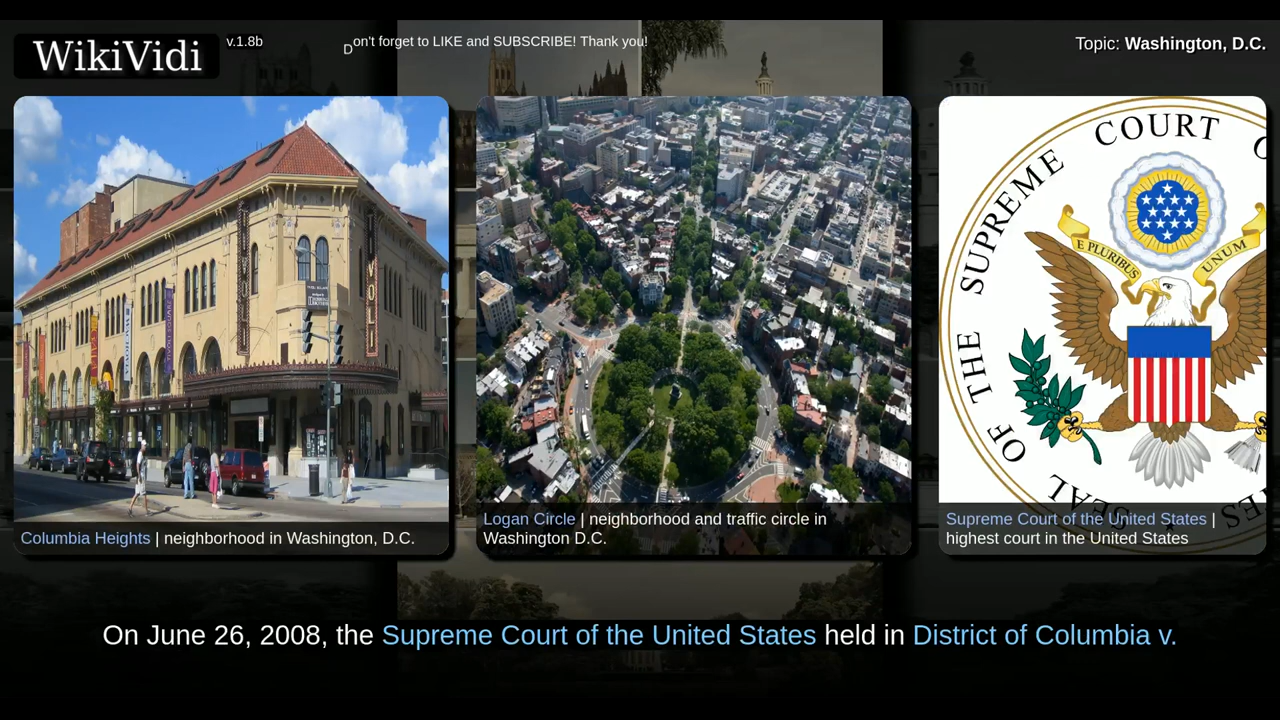 WikiVidi
v.1.8b
Don't forget to LIKE and SUBSCRIBE! Thank you!
Topic: Washington, D.C.
TIVOLI
SEAL OF THE SUPREME COURT O
E PLURIBUS
UNUM
ES
Columbia Heights | neighborhood in Washington, D.C.
Logan Circle | neighborhood and traffic circle in
Washington D.C.
Supreme Court of the United States |
highest court in the United States
On June 26, 2008, the Supreme Court of the United States held in District of Columbia v.